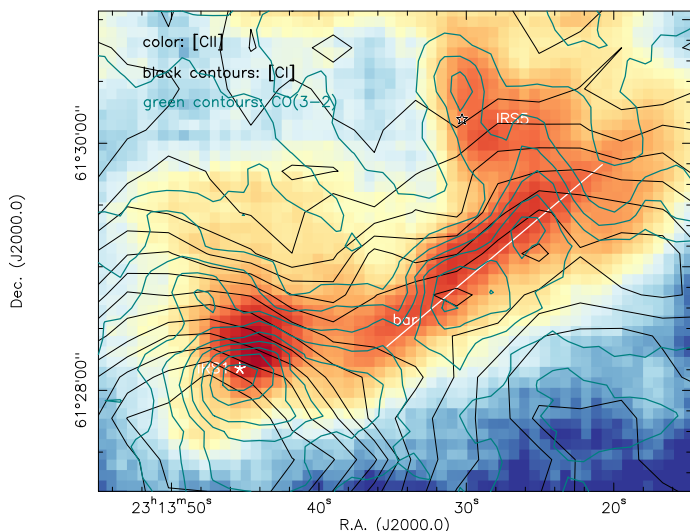 color: [CII]
black contours: [CI]
green contours: CO(3−2)
IRS5
61°30'00"
Dec. (J2000.0)
bar
61°28'00"
23ʰ13ᵐ50ˢ
40ˢ
30ˢ
20ˢ
R.A. (J2000.0)